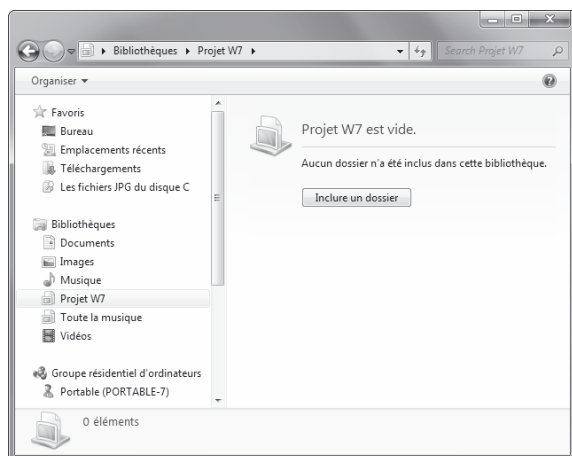 Bibliothèques Projet W7
Search Projet W7
Organiser
Favoris
Bureau
Emplacements récents
Téléchargements
Les fichiers JPG du disque C
Bibliothèques
Documents
Images
Musique
Projet W7
Toute la musique
Vidéos
Groupe résidentiel d'ordinateurs
Portable (PORTABLE-7)
Projet W7 est vide.
Aucun dossier n'a été inclus dans cette bibliothèque.
Inclure un dossier
0 éléments